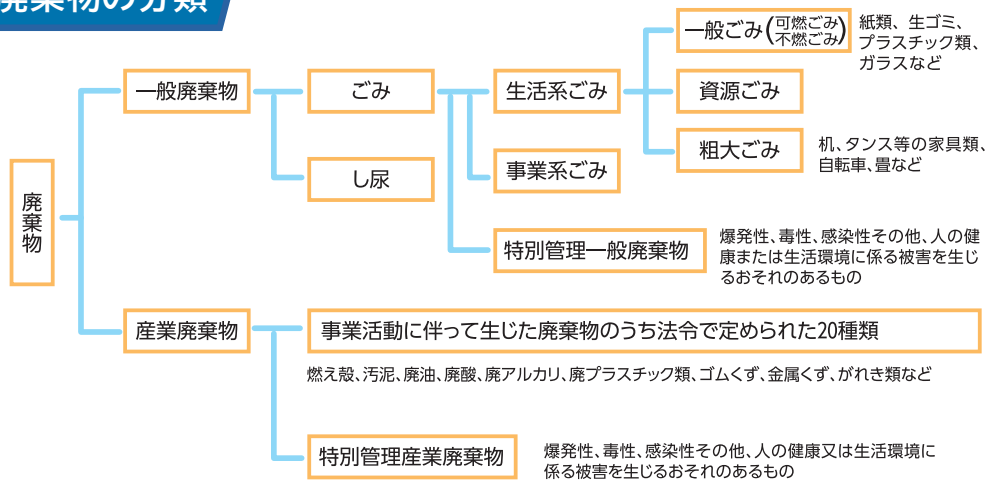 廃棄物の分類
廃棄物
一般廃棄物
ごみ
し尿
生活系ごみ
事業系ごみ
特別管理一般廃棄物
爆発性、毒性、感染性その他、人の健
康または生活環境に係る被害を生じ
るおそれのあるもの
一般ごみ(可燃ごみ
不燃ごみ)
紙類、生ゴミ、
プラスチック類、
ガラスなど
資源ごみ
粗大ごみ
机、タンス等の家具類、
自転車、畳など
産業廃棄物
事業活動に伴って生じた廃棄物のうち法令で定められた20種類
燃え殻、汚泥、廃油、廃酸、廃アルカリ、廃プラスチック類、ゴムくず、金属くず、がれき類など
特別管理産業廃棄物
爆発性、毒性、感染性その他、人の健康又は生活環境に
係る被害を生じるおそれのあるもの